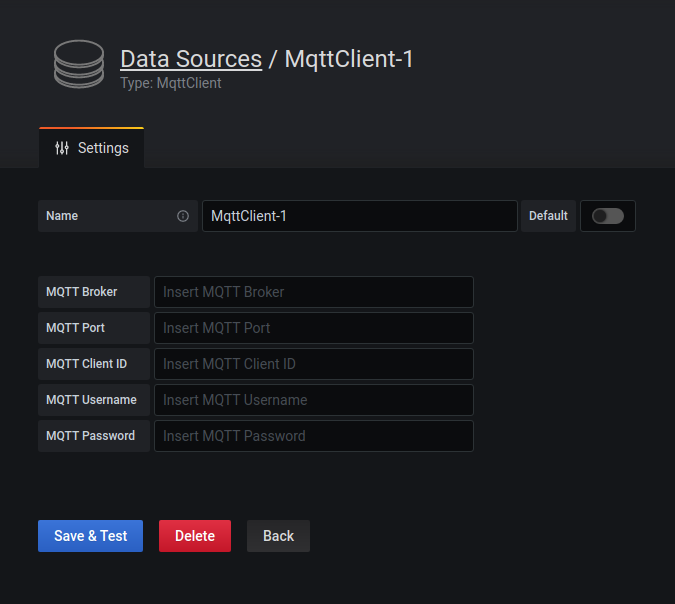 Data Sources / MqttClient-1
Type: MqttClient
Settings
Name MqttClient-1 Default
MQTT Broker Insert MQTT Broker
MQTT Port Insert MQTT Port
MQTT Client ID Insert MQTT Client ID
MQTT Username Insert MQTT Username
MQTT Password Insert MQTT Password
Save & Test Delete Back